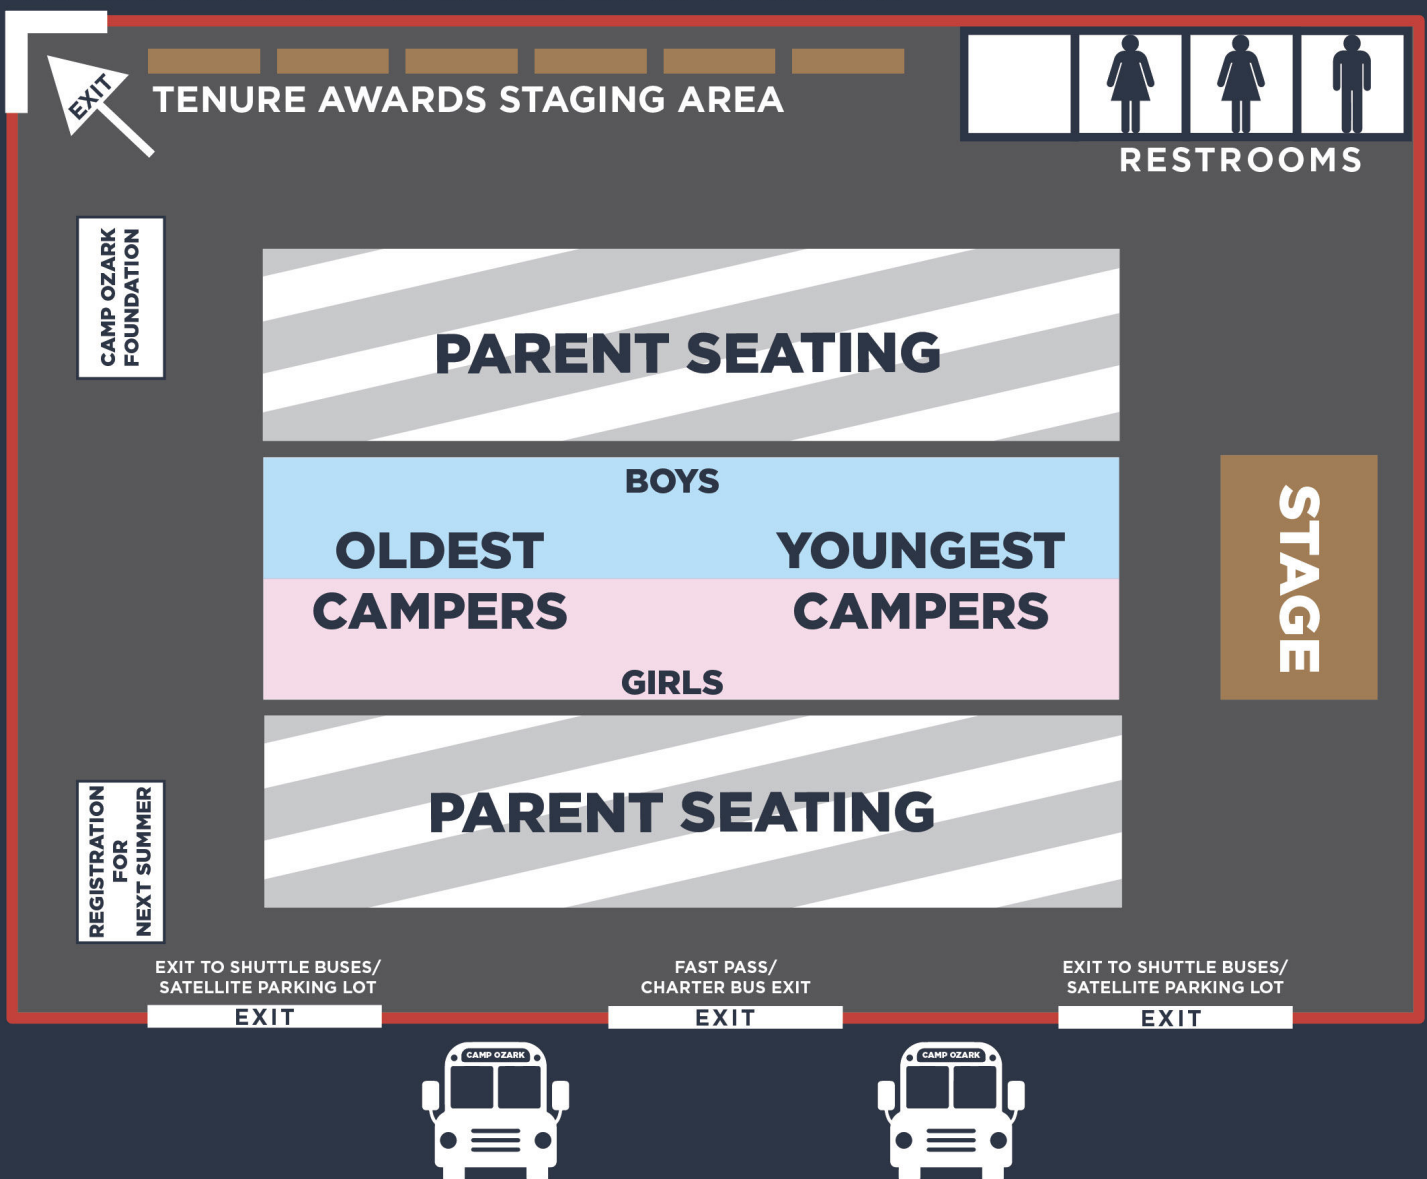 EXIT
TENURE AWARDS STAGING AREA
RESTROOMS
CAMP OZARK
FOUNDATION
PARENT SEATING
BOYS
OLDEST
CAMPERS
YOUNGEST
CAMPERS
GIRLS
STAGE
PARENT SEATING
REGISTRATION
FOR
NEXT SUMMER
EXIT TO SHUTTLE BUSES/
SATELLITE PARKING LOT
EXIT
FAST PASS/
CHARTER BUS EXIT
EXIT
EXIT TO SHUTTLE BUSES/
SATELLITE PARKING LOT
EXIT
CAMP OZARK
CAMP OZARK